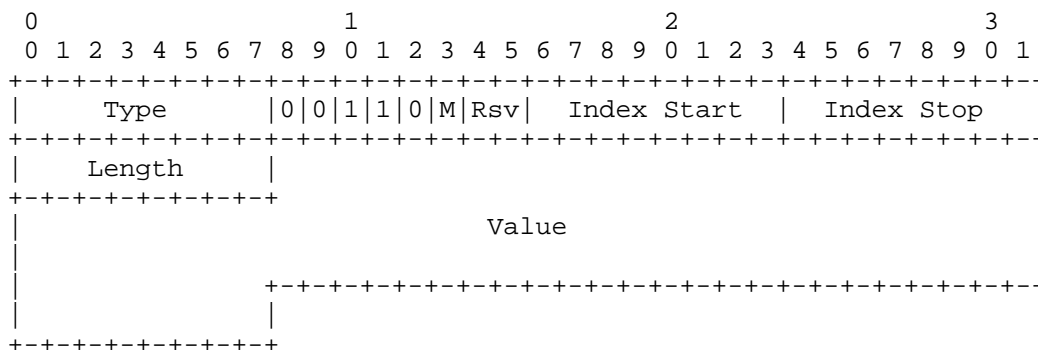 0                   1                   2                   3
 0 1 2 3 4 5 6 7 8 9 0 1 2 3 4 5 6 7 8 9 0 1 2 3 4 5 6 7 8 9 0 1
+-+-+-+-+-+-+-+-+-+-+-+-+-+-+-+-+-+-+-+-+-+-+-+-+-+-+-+-+-+-+-+--
|     Type      |0|0|1|1|0|M|Rsv|  Index Start  |  Index Stop
+-+-+-+-+-+-+-+-+-+-+-+-+-+-+-+-+-+-+-+-+-+-+-+-+-+-+-+-+-+-+-+--
|    Length     |
+-+-+-+-+-+-+-+-+
|                             Value
|
|               +-+-+-+-+-+-+-+-+-+-+-+-+-+-+-+-+-+-+-+-+-+-+-+--
|               |
+-+-+-+-+-+-+-+-+